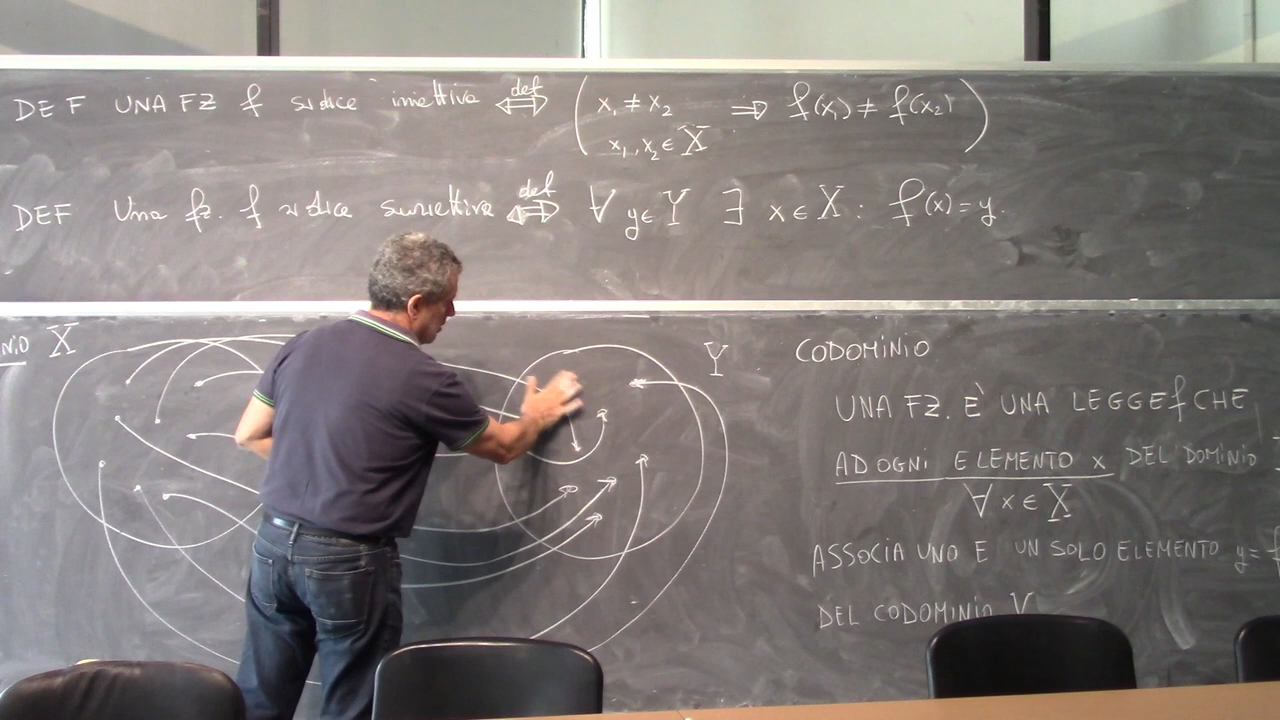 DEF UNA FZ f si dice iniettiva ⟺ def ( x₁ ≠ x₂ ⇒ f(x₁) ≠ f(x₂) )
x₁, x₂ ∈ X
DEF Una fz. f si dice suriettiva ⟺ def ∀ y ∈ Y ∃ x ∈ X : f(x) = y.
NIO X
Y
CODOMINIO
UNA FZ. E' UNA LEGGE f CHE
AD OGNI ELEMENTO x DEL DOMINIO
∀ x ∈ X
ASSOCIA UNO E UN SOLO ELEMENTO y =
DEL CODOMINIO Y